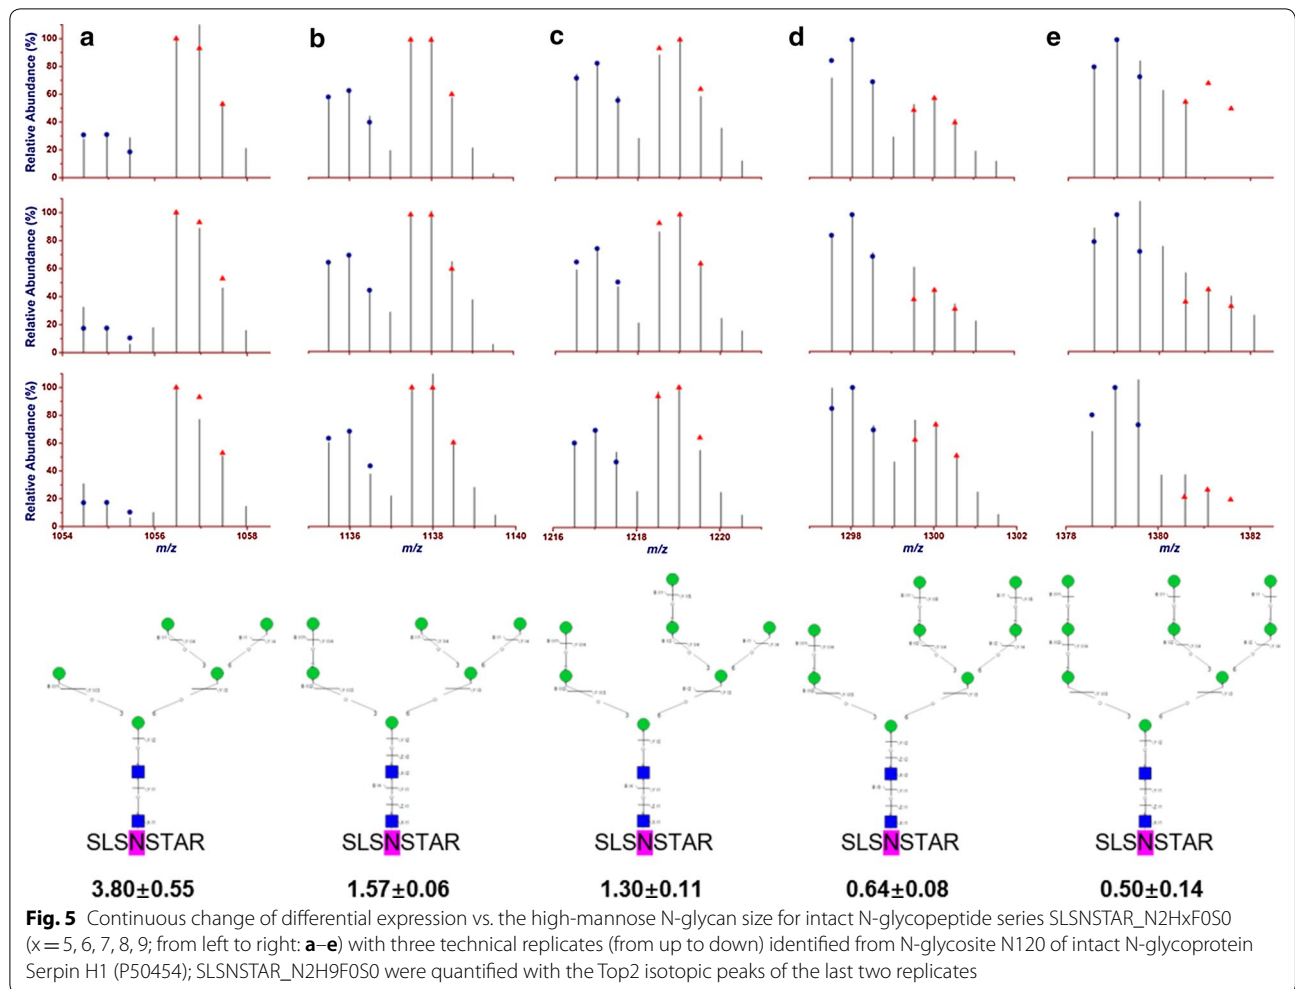 a b c d e
Relative Abundance (%)
100
80
60
40
20
0
Relative Abundance (%)
100
80
60
40
20
0
Relative Abundance (%)
100
80
60
40
20
0
1054 1056 1058 1136 1138 1140 1216 1218 1220 1298 1300 1302 1378 1380 1382
m/z m/z m/z m/z m/z
SLSNSTAR SLSNSTAR SLSNSTAR SLSNSTAR SLSNSTAR
3.80±0.55 1.57±0.06 1.30±0.11 0.64±0.08 0.50±0.14
Fig. 5 Continuous change of differential expression vs. the high-mannose N-glycan size for intact N-glycopeptide series SLSNSTAR_N2HxF0S0
(x = 5, 6, 7, 8, 9; from left to right: a–e) with three technical replicates (from up to down) identified from N-glycosite N120 of intact N-glycoprotein
Serpin H1 (P50454); SLSNSTAR_N2H9F0S0 were quantified with the Top2 isotopic peaks of the last two replicates